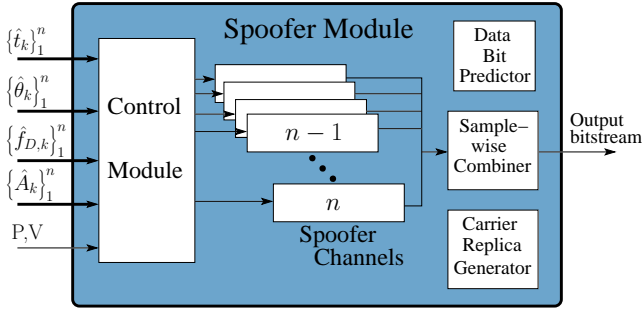 Spoofer Module
{t̂_k}_1^n
{θ̂_k}_1^n
{f̂_{D,k}}_1^n
{Â_k}_1^n
P,V
Control
Module
n − 1
n
Spoofer
Channels
Data
Bit
Predictor
Sample–
wise
Combiner
Carrier
Replica
Generator
Output
bitstream